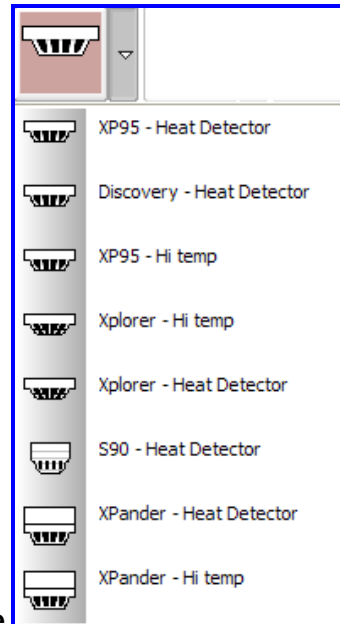 XP95 - Heat Detector
Discovery - Heat Detector
XP95 - Hi temp
Xplorer - Hi temp
Xplorer - Heat Detector
S90 - Heat Detector
XPander - Heat Detector
XPander - Hi temp